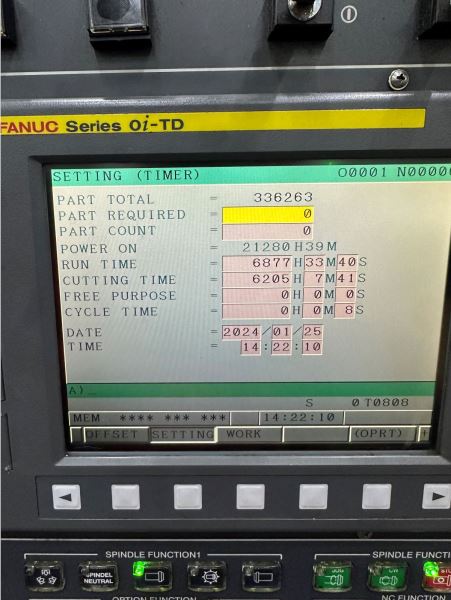 FANUC Series 0i-TD
SETTING (TIMER) O0001 N0000
PART TOTAL = 336263
PART REQUIRED = 0
PART COUNT = 0
POWER ON = 21280H39M
RUN TIME = 6877H33M40S
CUTTING TIME = 6205H 7M41S
FREE PURPOSE = 0H 0M 0S
CYCLE TIME = 0H 0M 8S
DATE = 2024/01/25
TIME = 14:22:10
A)_
S 0 T0808
MEM **** *** *** 14:22:10
OFFSET SETTING WORK (OPRT) +
SPINDLE FUNCTION1 SPINDLE FUNCTI
SPINDEL NEUTRAL
OPTION FUNCTION NC FUNCTION